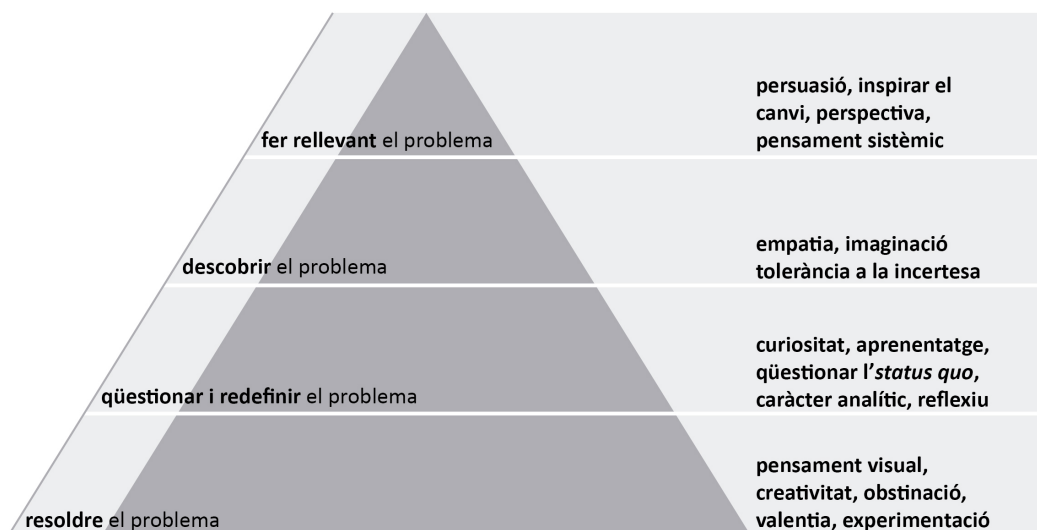 persuasió, inspirar el
canvi, perspectiva,
fer rellevant el problema
pensament sistèmic
empatia, imaginació
descobrir el problema
tolerància a la incertesa
curiositat, aprenentatge,
qüestionar l’status quo,
qüestionar i redefinir el problema
caràcter analític, reflexiu
pensament visual,
creativitat, obstinació,
resoldre el problema
valentia, experimentació